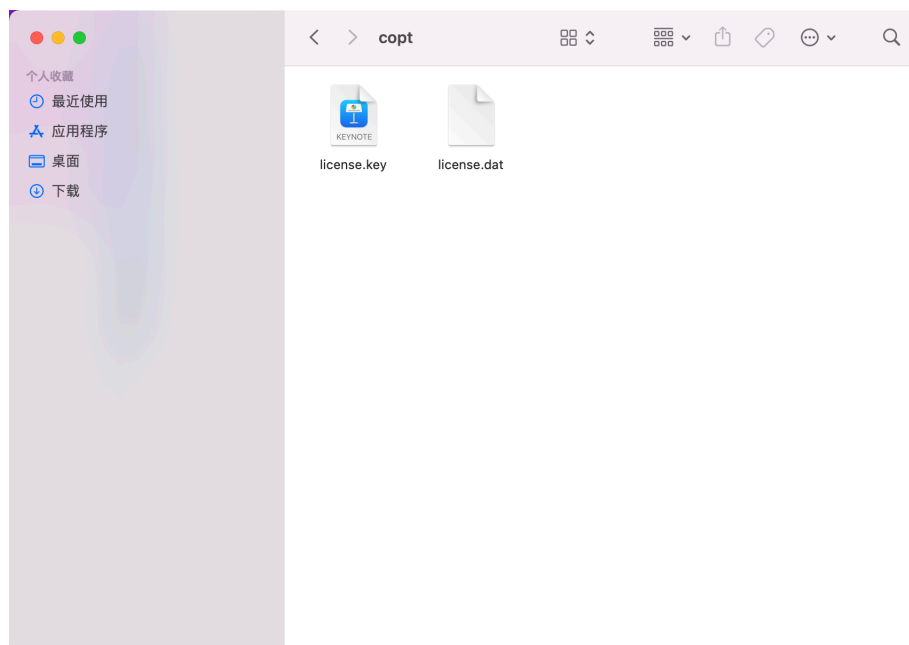 copt
个人收藏
最近使用
应用程序
桌面
下载
KEYNOTE
license.key
license.dat